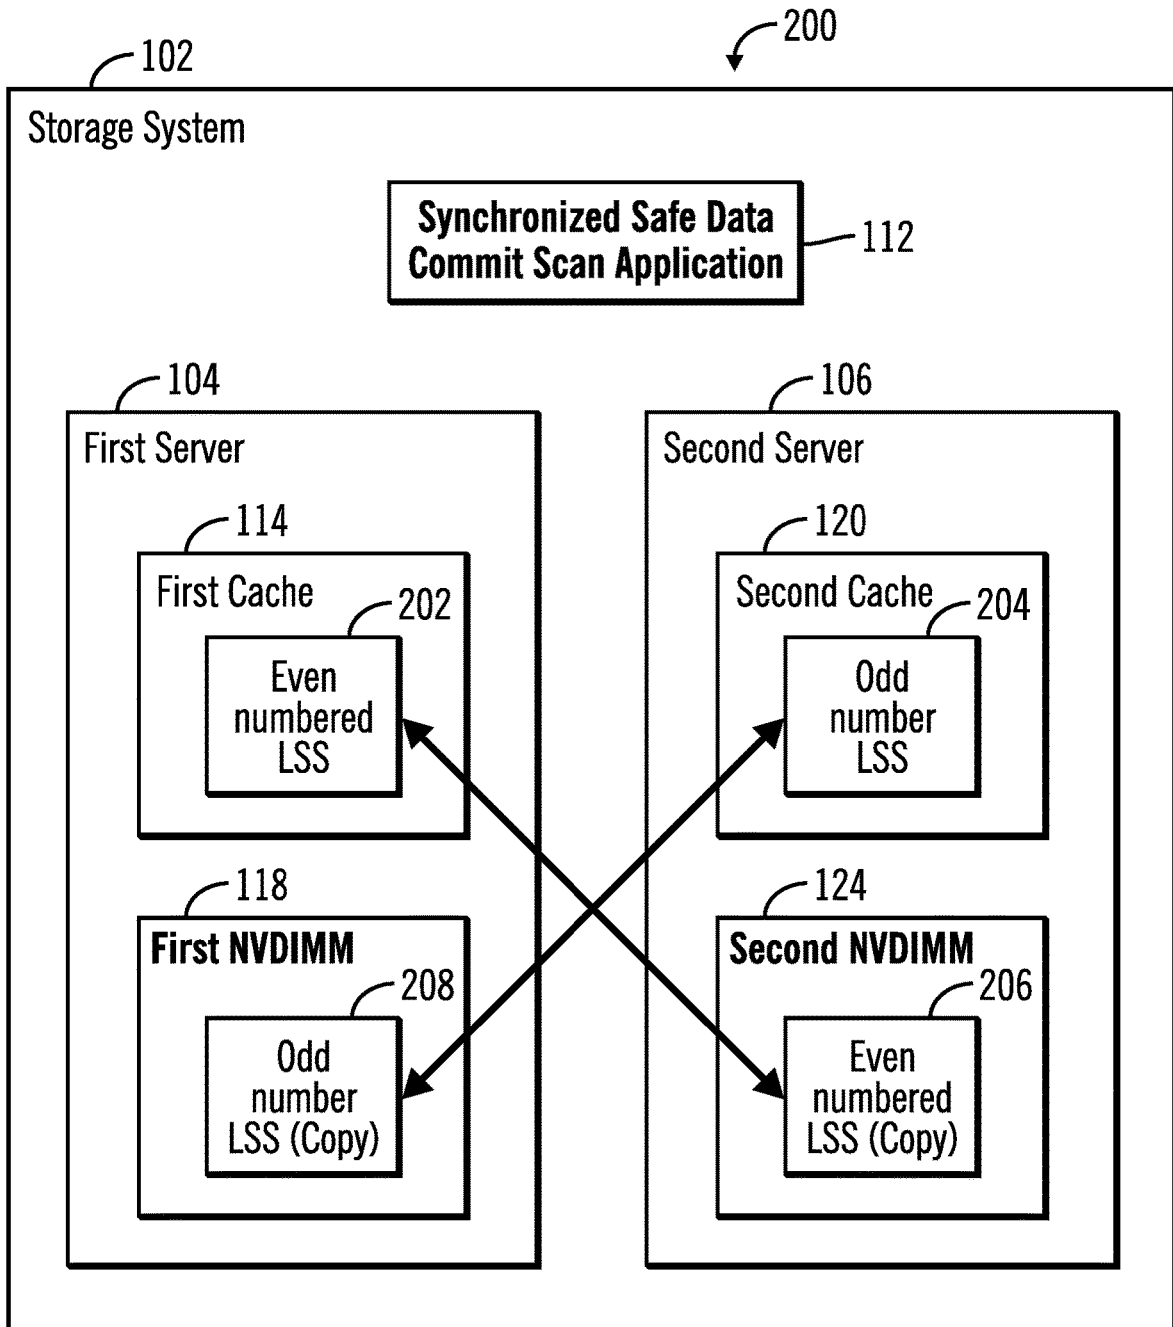 200
102
Storage System
Synchronized Safe Data
Commit Scan Application
112
104
First Server
114
First Cache
202
Even
numbered
LSS
118
First NVDIMM
208
Odd
number
LSS (Copy)
106
Second Server
120
Second Cache
204
Odd
number
LSS
124
Second NVDIMM
206
Even
numbered
LSS (Copy)